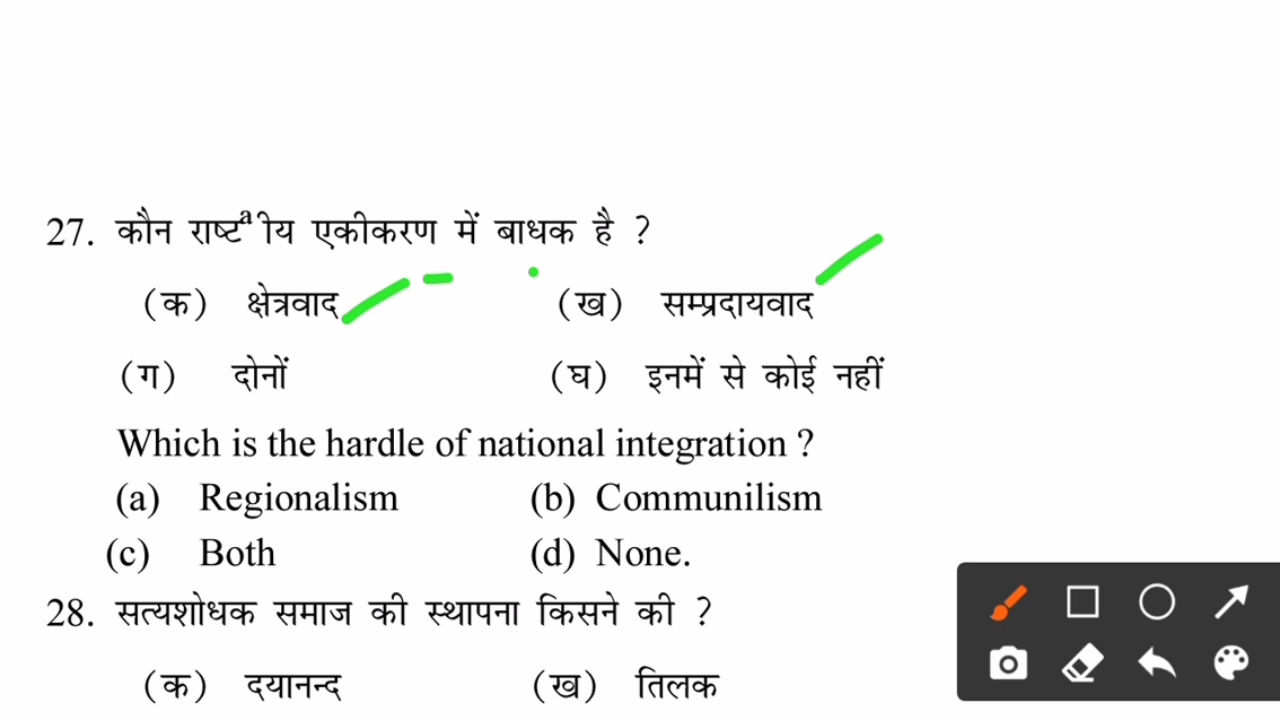 27. कौन राष्टaीय एकीकरण में बाधक है ?
(क) क्षेत्रवाद (ख) सम्प्रदायवाद
(ग) दोनों (घ) इनमें से कोई नहीं
Which is the hardle of national integration ?
(a) Regionalism (b) Communilism
(c) Both (d) None.
28. सत्यशोधक समाज की स्थापना किसने की ?
(क) दयानन्द (ख) तिलक